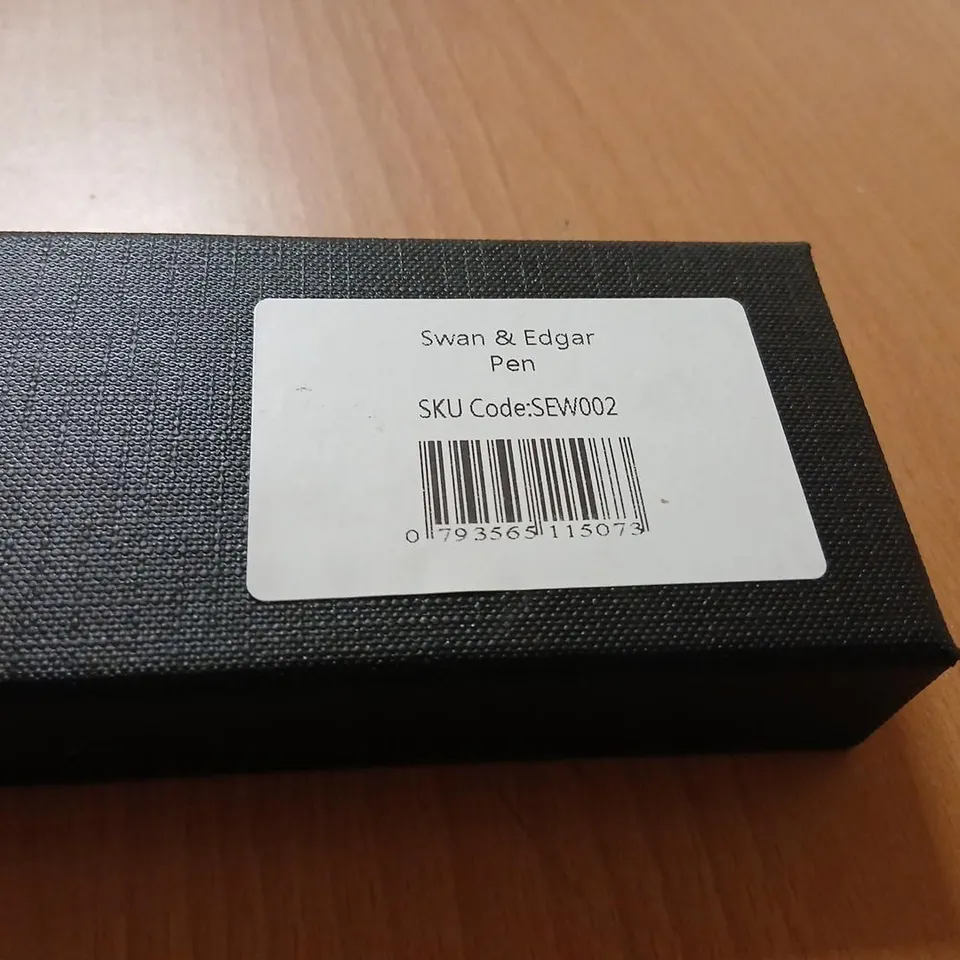 Swan & Edgar
Pen
SKU Code:SEW002
0 793565 115073